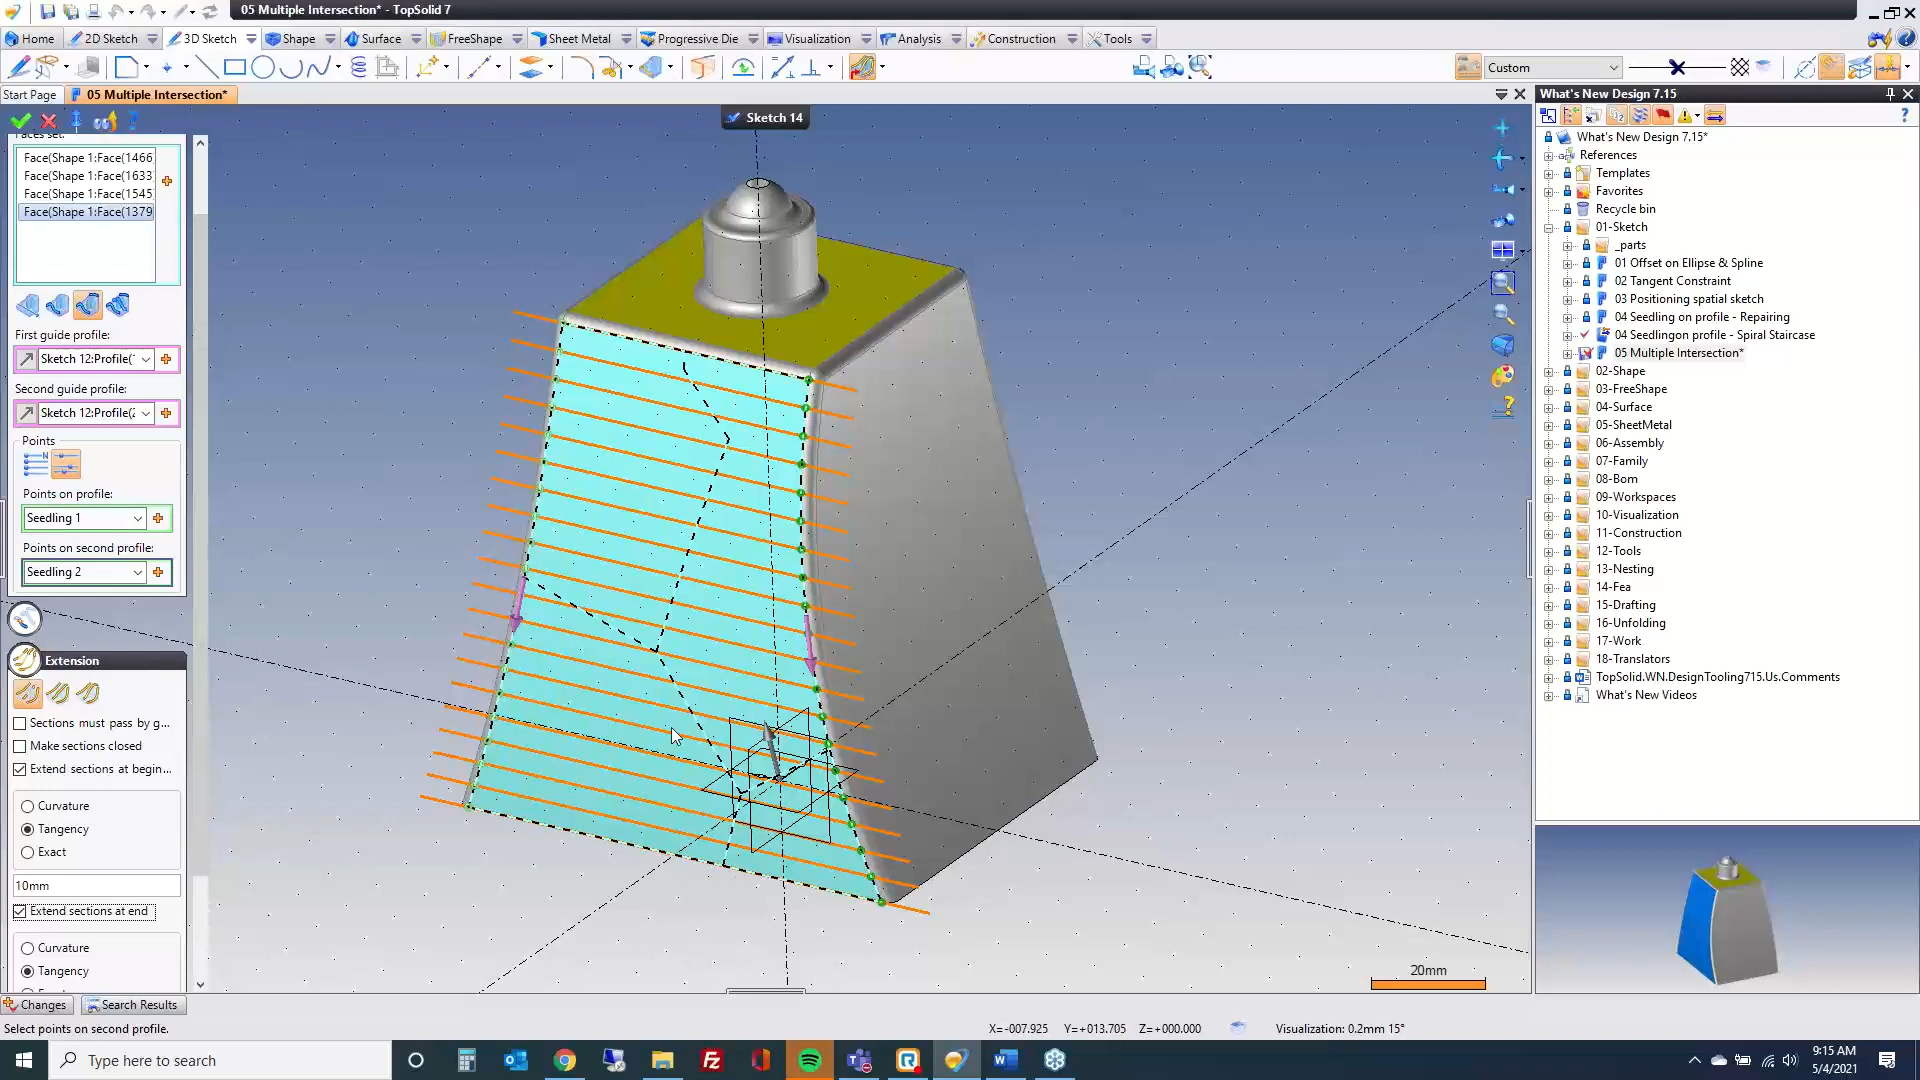 05 Multiple Intersection* - TopSolid 7
Home
2D Sketch
3D Sketch
Shape
Surface
FreeShape
Sheet Metal
Progressive Die
Visualization
Analysis
Construction
Tools
Custom
Start Page
05 Multiple Intersection*
What's New Design 7.15
Sketch 14
Faces set:
Face(Shape 1:Face(1466
Face(Shape 1:Face(1633
Face(Shape 1:Face(1545
Face(Shape 1:Face(1379
First guide profile:
Sketch 12:Profile(
Second guide profile:
Sketch 12:Profile(2
Points
Points on profile:
Seedling 1
Points on second profile:
Seedling 2
Extension
Sections must pass by g...
Make sections closed
Extend sections at begin...
Curvature
Tangency
Exact
10mm
Extend sections at end
Curvature
Tangency
20mm
What's New Design 7.15*
References
Templates
Favorites
Recycle bin
01-Sketch
_parts
01 Offset on Ellipse & Spline
02 Tangent Constraint
03 Positioning spatial sketch
04 Seedling on profile - Repairing
04 Seedlingon profile - Spiral Staircase
05 Multiple Intersection*
02-Shape
03-FreeShape
04-Surface
05-SheetMetal
06-Assembly
07-Family
08-Bom
09-Workspaces
10-Visualization
11-Construction
12-Tools
13-Nesting
14-Fea
15-Drafting
16-Unfolding
17-Work
18-Translators
TopSolid.WN.DesignTooling715.Us.Comments
What's New Videos
Changes
Search Results
Select points on second profile.
X=-007.925 Y=+013.705 Z=+000.000
Visualization: 0.2mm 15°
Type here to search
9:15 AM
5/4/2021